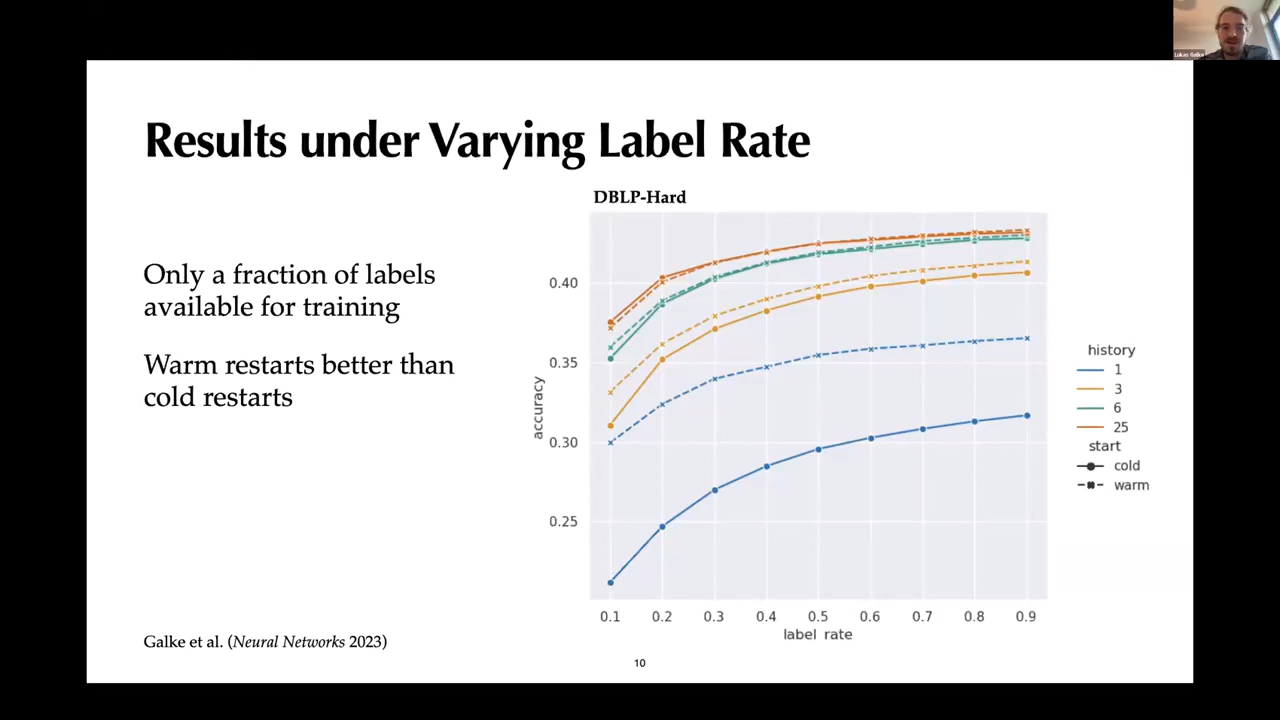 Lukas Galke
Results under Varying Label Rate
DBLP-Hard
Only a fraction of labels
available for training
Warm restarts better than
cold restarts
accuracy
0.40
0.35
0.30
0.25
0.1 0.2 0.3 0.4 0.5 0.6 0.7 0.8 0.9
label rate
history
1
3
6
25
start
cold
warm
Galke et al. (Neural Networks 2023)
10